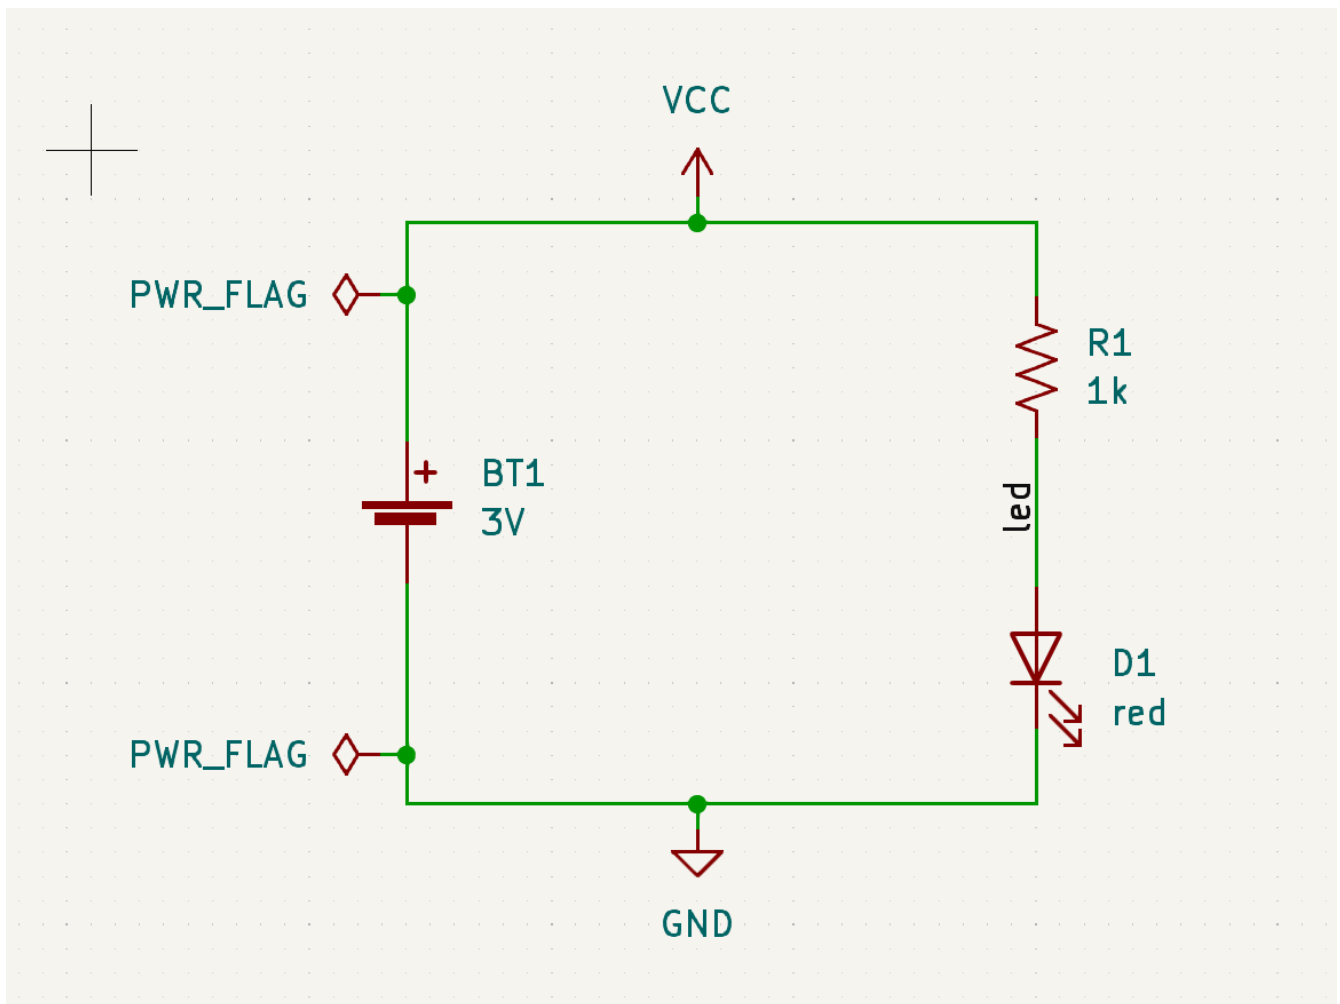 VCC
PWR_FLAG
R1
1k
+
BT1
3V
led
D1
red
PWR_FLAG
GND